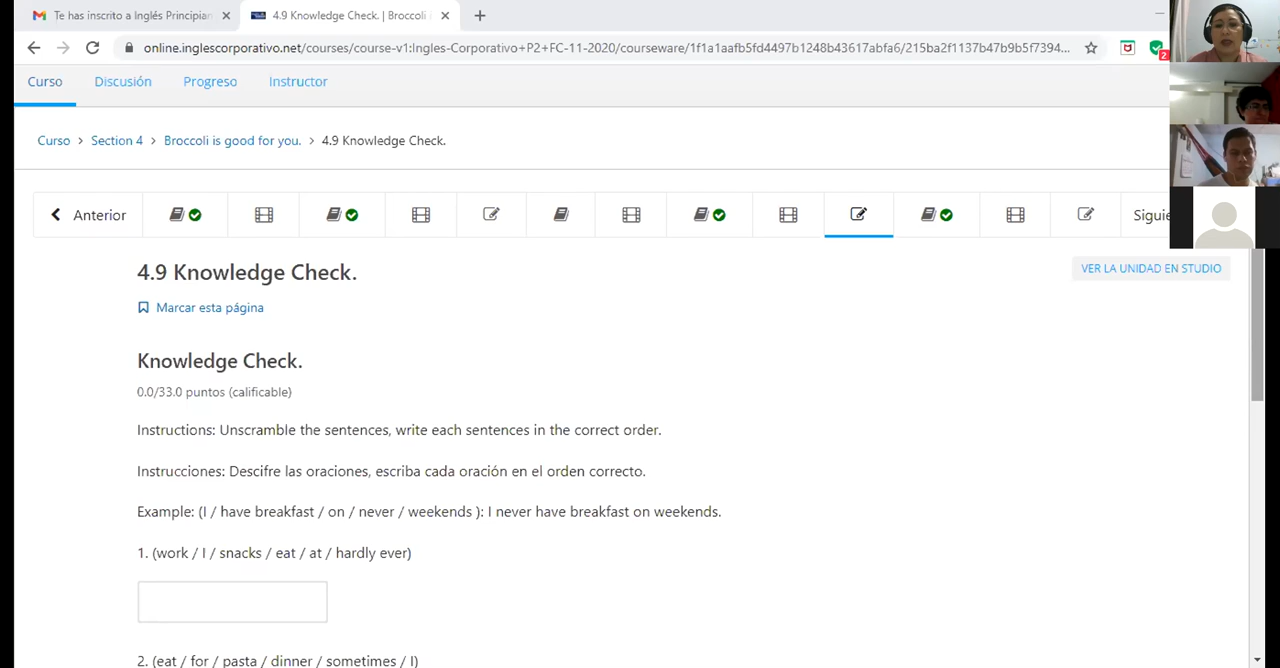 Te has inscrito a Inglés Principian
4.9 Knowledge Check. | Broccoli
online.inglescorporativo.net/courses/course-v1:Ingles-Corporativo+P2+FC-11-2020/courseware/1f1a1aafb5fd4497b1248b43617abfa6/215ba2f1137b47b9b5f7394...
2
Curso Discusión Progreso Instructor
Curso > Section 4 > Broccoli is good for you. > 4.9 Knowledge Check.
Anterior Siguie
4.9 Knowledge Check.
VER LA UNIDAD EN STUDIO
Marcar esta página
Knowledge Check.
0.0/33.0 puntos (calificable)
Instructions: Unscramble the sentences, write each sentences in the correct order.
Instrucciones: Descifre las oraciones, escriba cada oración en el orden correcto.
Example: (I / have breakfast / on / never / weekends ): I never have breakfast on weekends.
1. (work / I / snacks / eat / at / hardly ever)
2. (eat / for / pasta / dinner / sometimes / I)